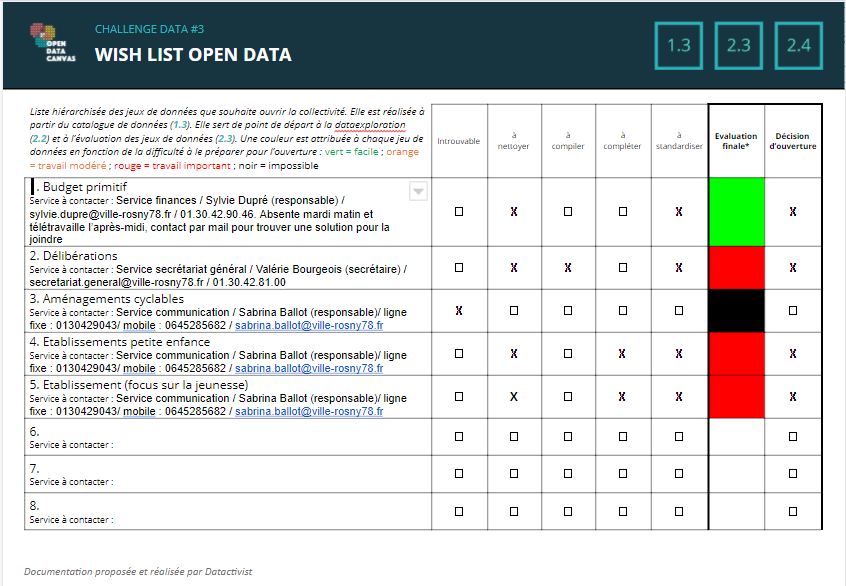 CHALLENGE DATA #3
OPEN
DATA
CANVAS
WISH LIST OPEN DATA
1.3
2.3
2.4
Liste hiérarchisée des jeux de données que souhaite ouvrir la collectivité. Elle est réalisée à
partir du catalogue de données (1.3). Elle sert de point de départ à la dataexploration
(2.2) et à l'évaluation des jeux de données (2.3). Une couleur est attribuée à chaque jeu de
données en fonction de la difficulté à le préparer pour l'ouverture : vert = facile ; orange
= travail modéré ; rouge = travail important ; noir = impossible
Introuvable
à
nettoyer
à
compiler
à
compléter
à
standardiser
Evaluation
finale*
Décision
d'ouverture
. Budget primitif
Service à contacter : Service finances / Sylvie Dupré (responsable) /
sylvie.dupre@ville-rosny78.fr / 01.30.42.90.46. Absente mardi matin et
télétravaille l'après-midi, contact par mail pour trouver une solution pour la
joindre
X
X
X
2. Délibérations
Service à contacter : Service secrétariat général / Valérie Bourgeois (secrétaire) /
secretariat.general@ville-rosny78.fr / 01.30.42.81.00
X
X
X
X
3. Aménagements cyclables
Service à contacter : Service communication / Sabrina Ballot (responsable)/ ligne
fixe : 0130429043/ mobile : 0645285682 / sabrina.ballot@ville-rosny78.fr
X
4. Etablissements petite enfance
Service à contacter : Service communication / Sabrina Ballot (responsable)/ ligne
fixe : 0130429043/ mobile : 0645285682 / sabrina.ballot@ville-rosny78.fr
X
X
X
X
5. Etablissement (focus sur la jeunesse)
Service à contacter : Service communication / Sabrina Ballot (responsable)/ ligne
fixe : 0130429043/ mobile : 0645285682 / sabrina.ballot@ville-rosny78.fr
X
X
X
X
6.
Service à contacter :
7.
Service à contacter :
8.
Service à contacter :
Documentation proposée et réalisée par Datactivist